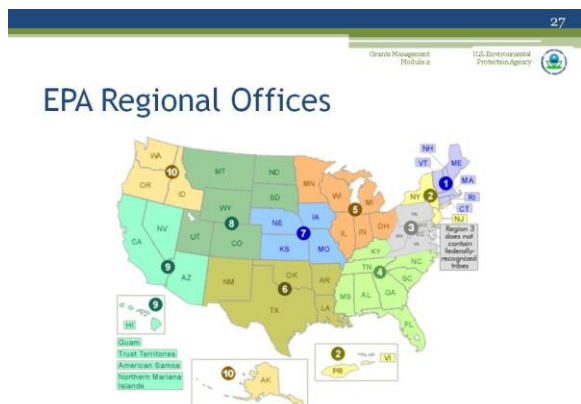 27
Grants Management
Module 2
U.S. Environmental
Protection Agency
EPA Regional Offices
WA
OR
ID
10
MT
ND
SD
WY
UT
CO
8
MN
WI
MI
IL
IN
OH
5
NH
VT
ME
MA
RI
CT
1
NY
NJ
2
PA
WV
VA
3
Region 3
does not
contain
federally-
recognized
tribes
CA
NV
AZ
9
NE
IA
KS
MO
7
NM
TX
OK
AR
LA
6
KY
TN
NC
SC
MS
AL
GA
FL
4
9
HI
Guam
Trust Territories
American Samoa
Northern Mariana
Islands
10
AK
2
PR
VI